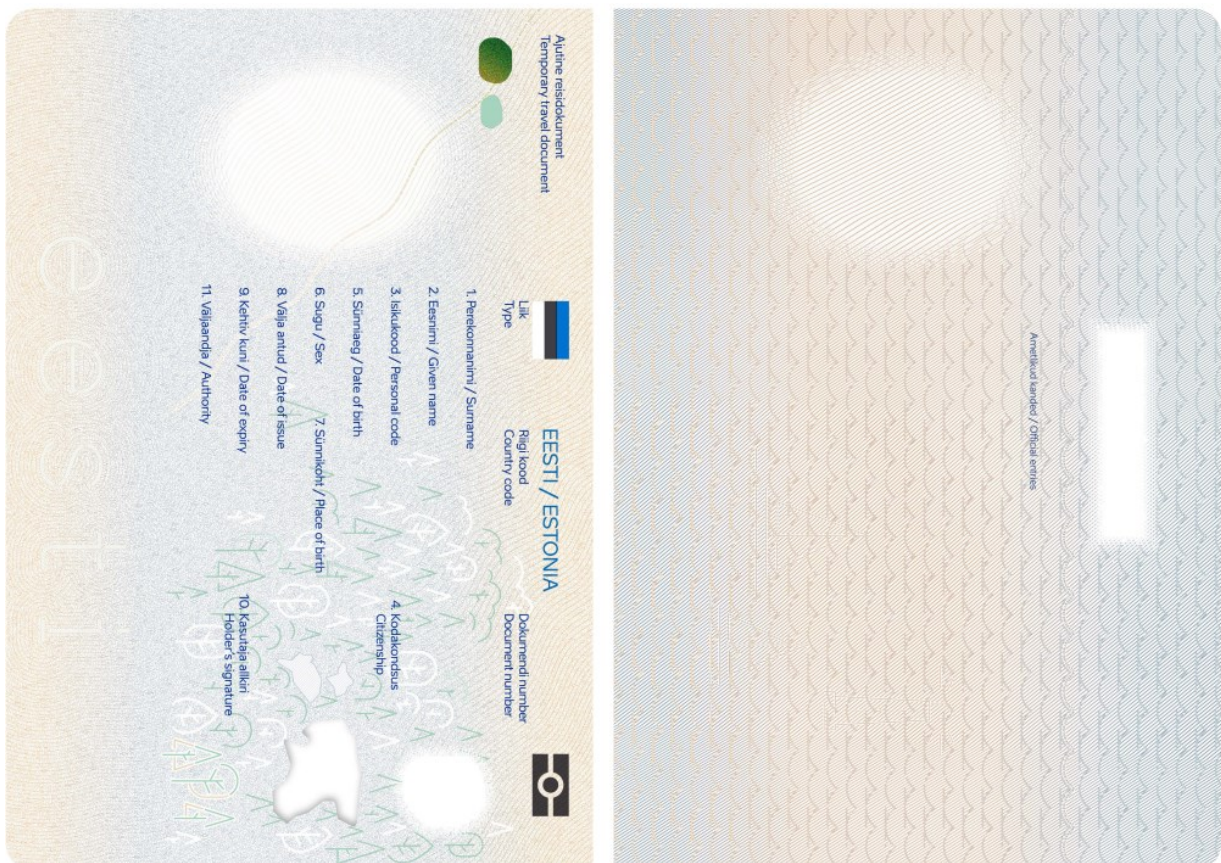 Ajutine reisidokument
Temporary travel document
EESTI / ESTONIA
Liik
Type
Riigi kood
Country code
Dokumendi number
Document number
1. Perekonnanimi / Surname
2. Eesnimi / Given name
3. Isikukood / Personal code
4. Kodakondsus
Citizenship
5. Sünniaeg / Date of birth
6. Sugu / Sex
7. Sünnikoht / Place of birth
8. Välja antud / Date of issue
9. Kehtiv kuni / Date of expiry
10. Kasutaja allkiri
Holder's signature
11. Väljaandja / Authority
eesti
Ametlikud kanded / Official entries